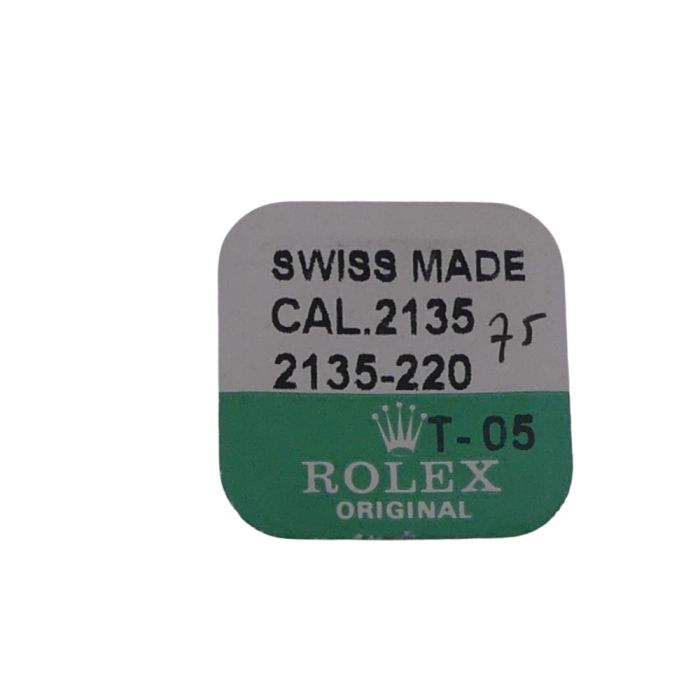 SWISS MADE
CAL.2135 75
2135-220
T-05
ROLEX
ORIGINAL